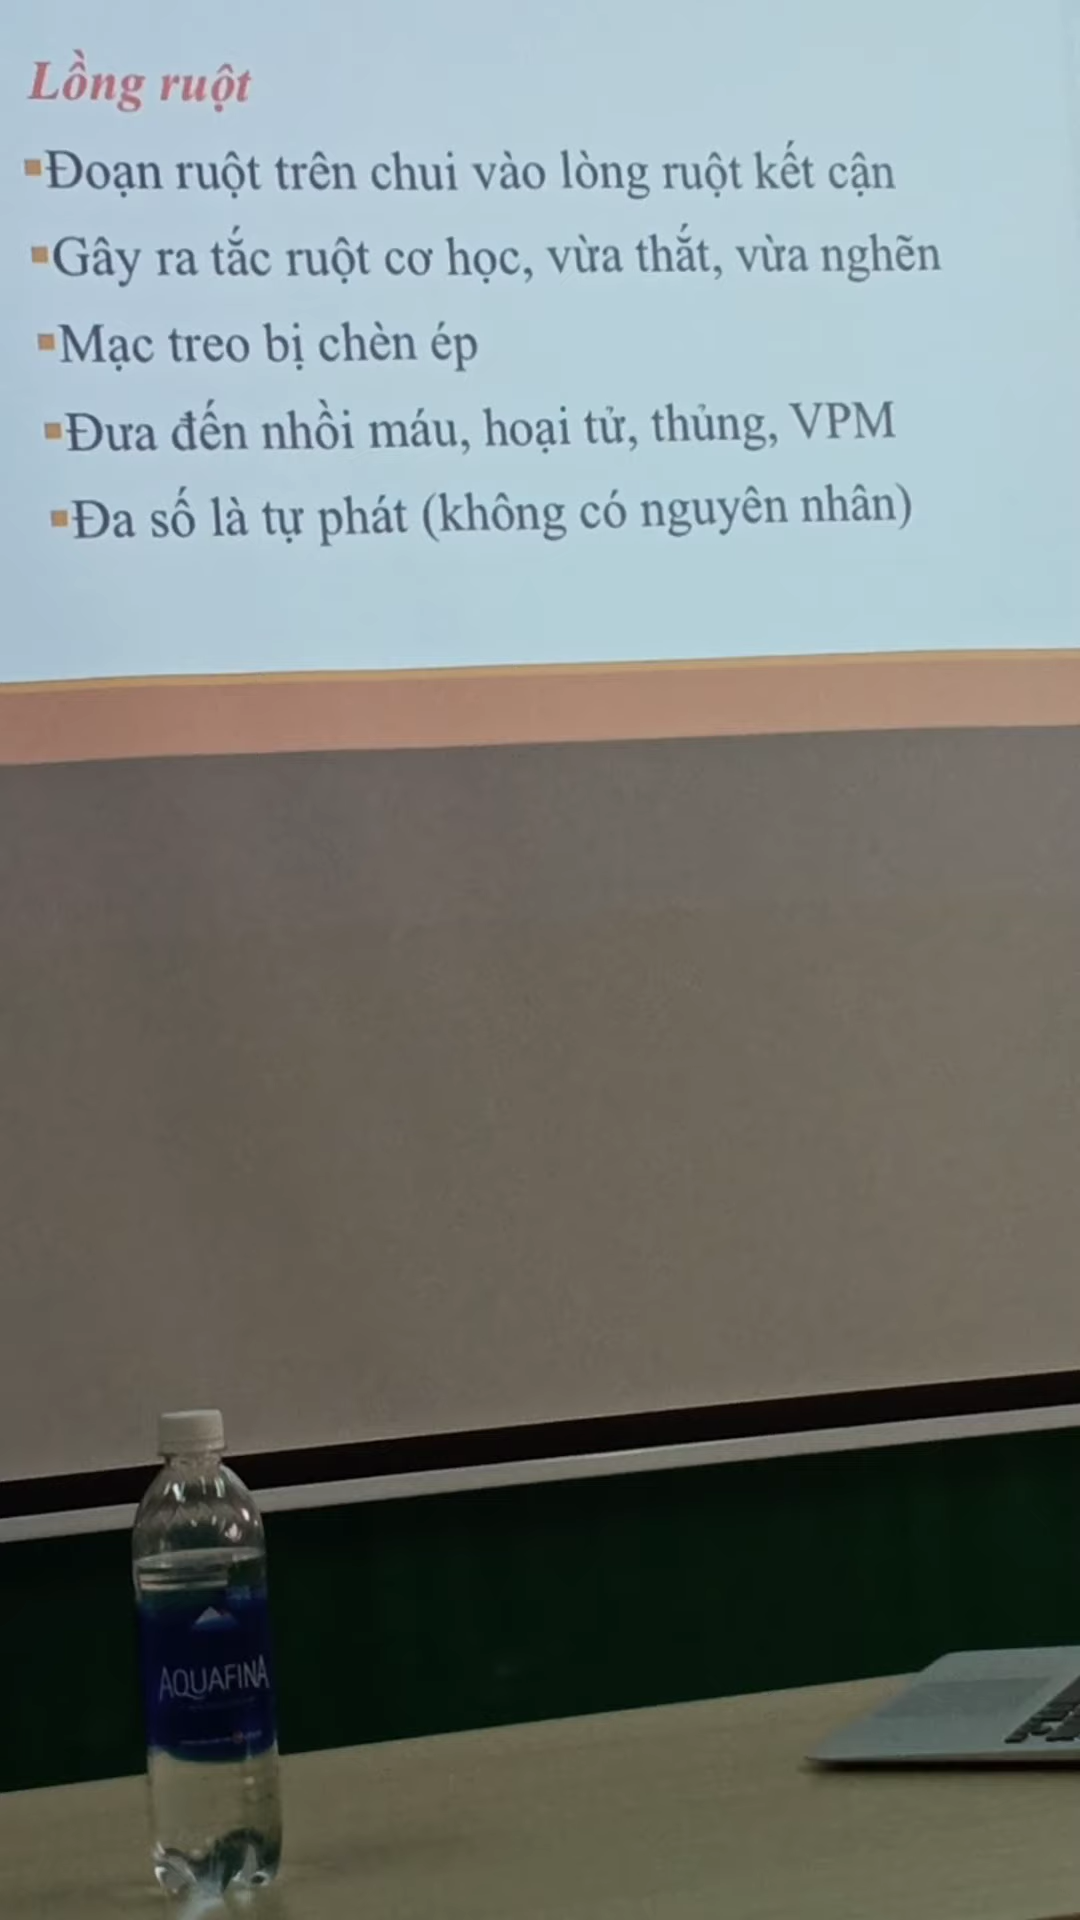 Lồng ruột
▪Đoạn ruột trên chui vào lòng ruột kết cận
▪Gây ra tắc ruột cơ học, vừa thắt, vừa nghẽn
▪Mạc treo bị chèn ép
▪Đưa đến nhồi máu, hoại tử, thủng, VPM
▪Đa số là tự phát (không có nguyên nhân)
AQUAFINA